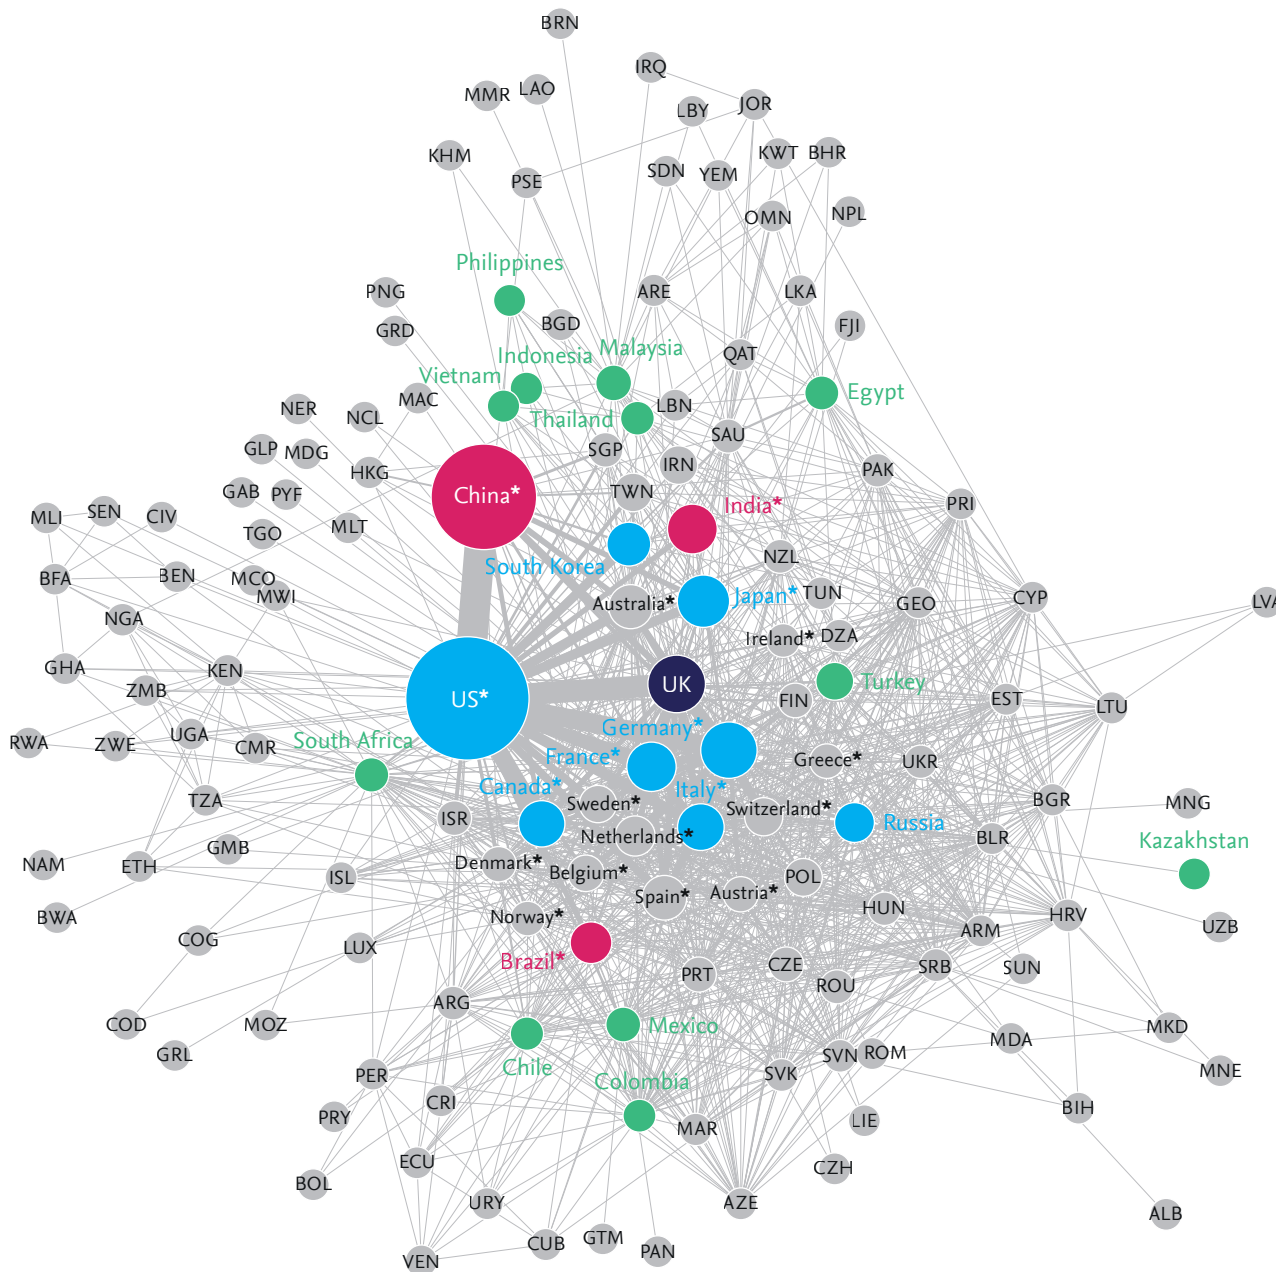 BRN
IRQ
MMR
LAO
LBY
JOR
KHM
PSE
SDN
YEM
KWT
BHR
OMN
NPL
Philippines
PNG
ARE
LKA
GRD
BGD
FJI
Indonesia
Malaysia
QAT
Vietnam
Egypt
NER
NCL
MAC
Thailand
LBN
SAU
GLP
MDG
HKG
SGP
IRN
PAK
GAB
PYF
China*
TWN
India*
PRI
MLI
SEN
CIV
TGO
MLT
South Korea
NZL
BFA
BEN
MCO
MWI
Australia*
Japan*
TUN
GEO
CYP
NGA
Ireland*
DZA
GHA
KEN
ZMB
US*
UK
Turkey
FIN
EST
LTU
RWA
ZWE
UGA
CMR
South Africa
Germany*
France*
Greece*
UKR
TZA
Canada*
Italy*
Sweden*
Switzerland*
BGR
MNG
ISR
Netherlands*
Russia
BLR
Kazakhstan
NAM
ETH
GMB
ISL
Denmark*
Belgium*
POL
BWA
Norway*
Spain*
Austria*
HUN
ARM
HRV
UZB
COG
LUX
Brazil*
PRT
CZE
ROU
SRB
SUN
COD
GRL
MOZ
ARG
Chile
Mexico
SVN
ROM
MDA
MKD
PER
Colombia
SVK
MNE
PRY
CRI
MAR
LIE
BIH
BOL
ECU
CZH
URY
AZE
ALB
VEN
CUB
GTM
PAN